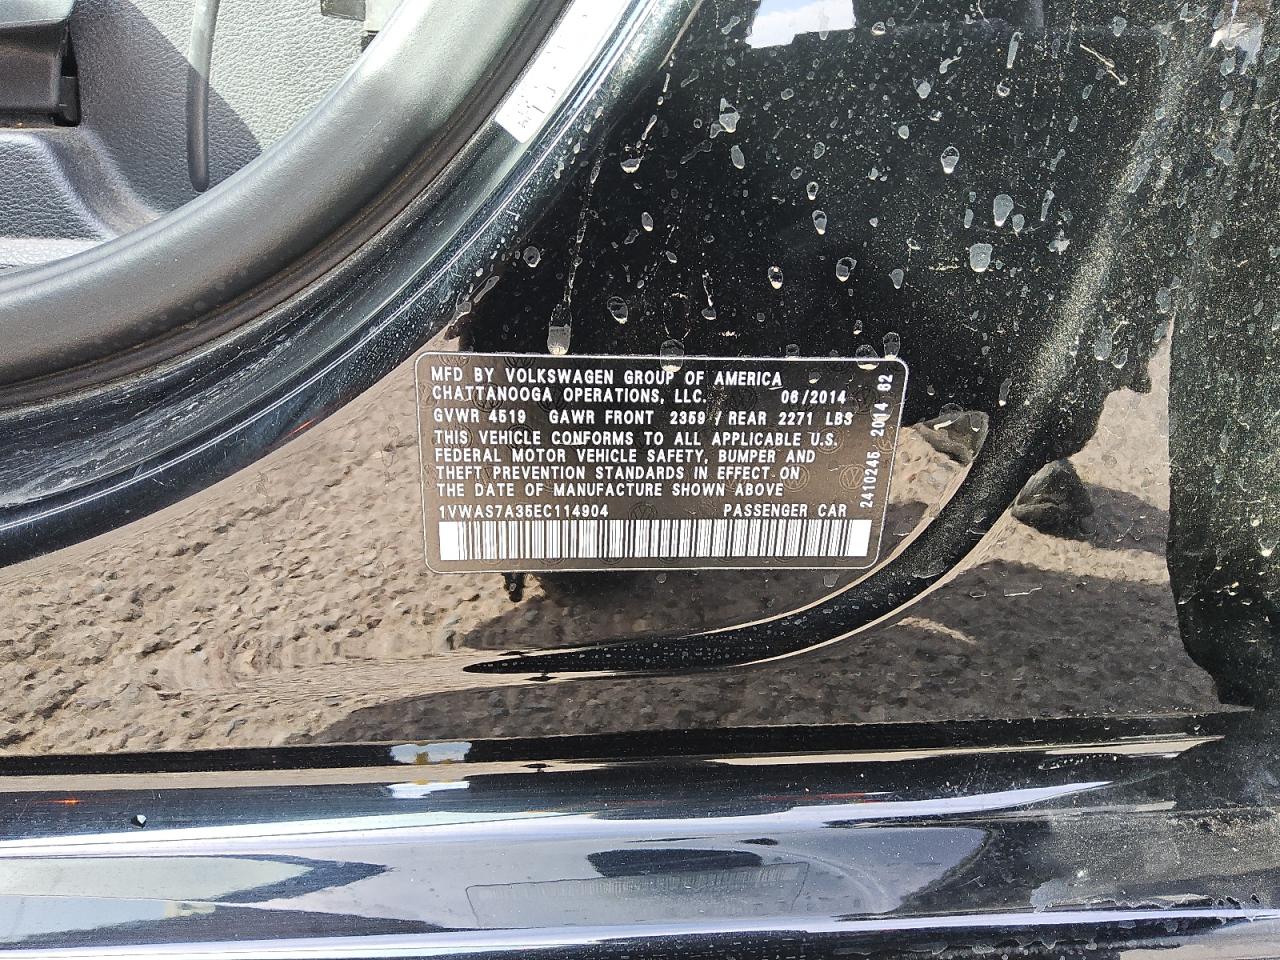 MFD BY VOLKSWAGEN GROUP OF AMERICA
CHATTANOOGA OPERATIONS, LLC. 06/2014
GVWR 4519 GAWR FRONT 2359 / REAR 2271 LBS
THIS VEHICLE CONFORMS TO ALL APPLICABLE U.S.
FEDERAL MOTOR VEHICLE SAFETY, BUMPER AND
THEFT PREVENTION STANDARDS IN EFFECT ON
THE DATE OF MANUFACTURE SHOWN ABOVE
1VWAS7A35EC114904 PASSENGER CAR
2410245 2014 62